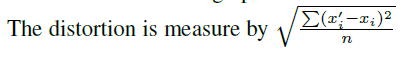 The distortion is measure by $\sqrt{\frac{\sum(x_i'-x_i)^2}{n}}$